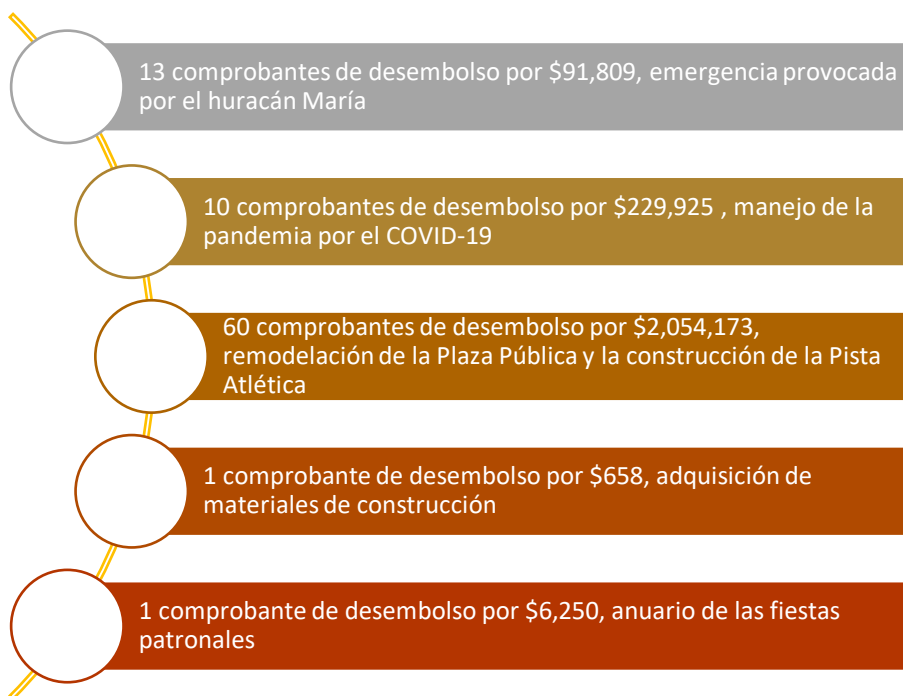 13 comprobantes de desembolso por $91,809, emergencia provocada
por el huracán María
10 comprobantes de desembolso por $229,925 , manejo de la
pandemia por el COVID-19
60 comprobantes de desembolso por $2,054,173,
remodelación de la Plaza Pública y la construcción de la Pista
Atlética
1 comprobante de desembolso por $658, adquisición de
materiales de construcción
1 comprobante de desembolso por $6,250, anuario de las fiestas
patronales